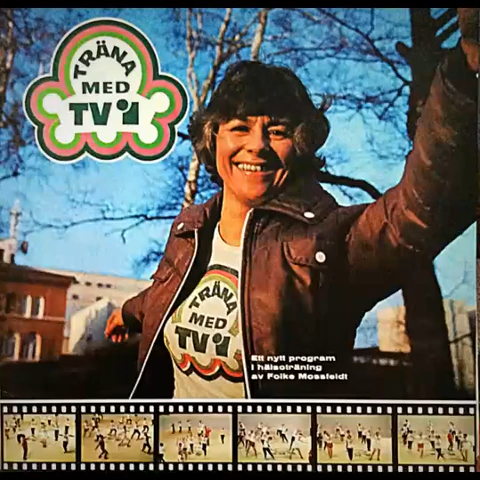 TRÄNA
MED
TV1
TRÄNA
MED
TV1
Ett nytt program
i hälsoträning
av Folke Mossfeldt